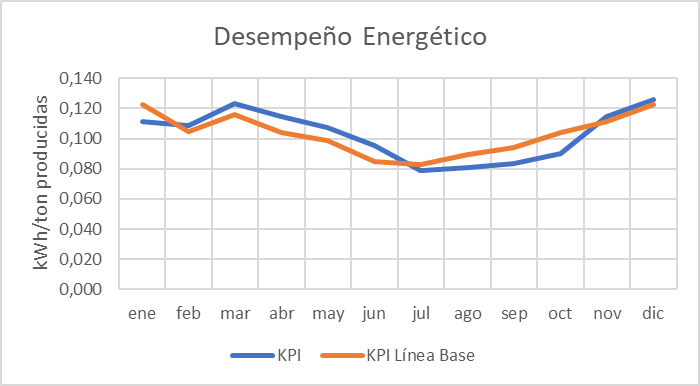 Desempeño Energético
kWh/ton producidas
0,140
0,120
0,100
0,080
0,060
0,040
0,020
0,000
ene feb mar abr may jun jul ago sep oct nov dic
KPI KPI Línea Base